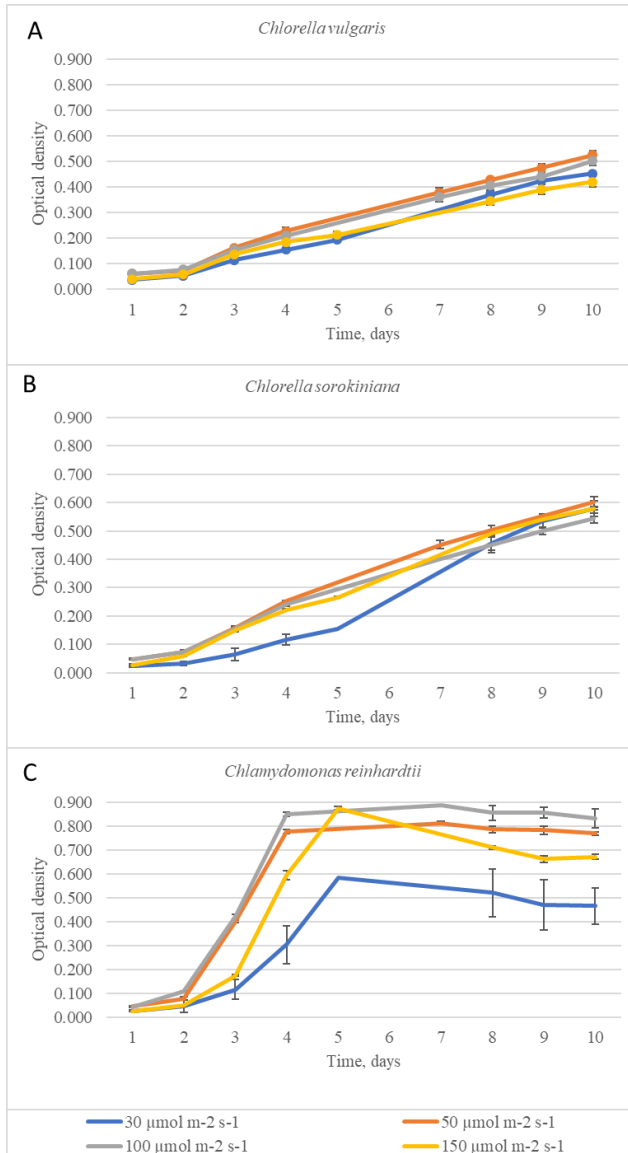 A
Chlorella vulgaris
0.900
0.800
0.700
0.600
0.500
0.400
0.300
0.200
0.100
0.000
Optical density
1 2 3 4 5 6 7 8 9 10
Time, days
B
Chlorella sorokiniana
0.900
0.800
0.700
0.600
0.500
0.400
0.300
0.200
0.100
0.000
Optical density
1 2 3 4 5 6 7 8 9 10
Time, days
C
Chlamydomonas reinhardtii
0.900
0.800
0.700
0.600
0.500
0.400
0.300
0.200
0.100
0.000
Optical density
1 2 3 4 5 6 7 8 9 10
Time, days
30 µmol m-2 s-1 50 µmol m-2 s-1
100 µmol m-2 s-1 150 µmol m-2 s-1